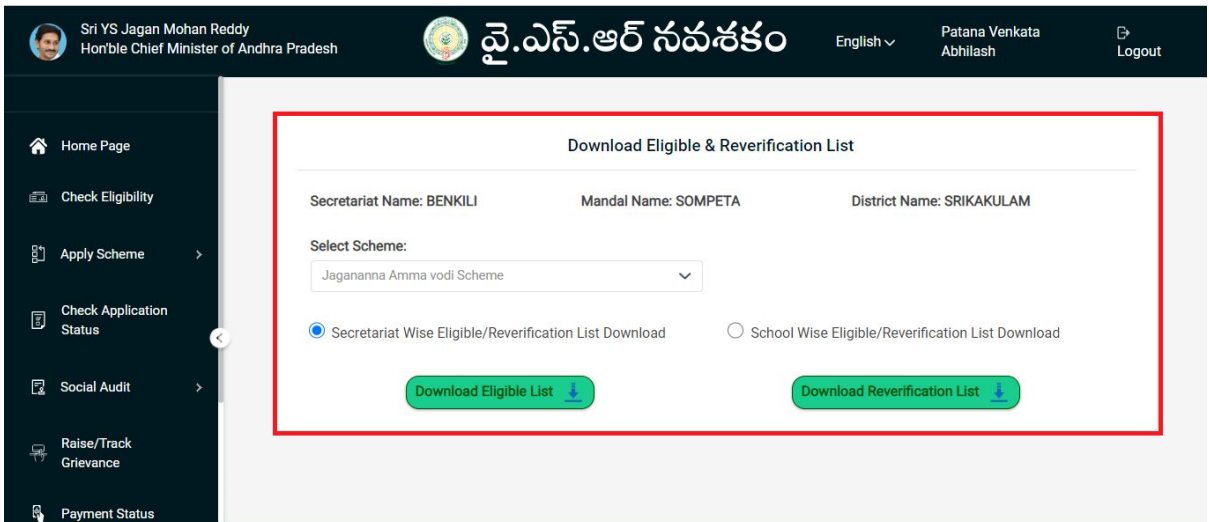 Sri YS Jagan Mohan Reddy
Hon'ble Chief Minister of Andhra Pradesh
వై.ఎస్.ఆర్ నవశకం
English
Patana Venkata
Abhilash
Logout
Home Page
Check Eligibility
Apply Scheme
Check Application
Status
Social Audit
Raise/Track
Grievance
Payment Status
Download Eligible & Reverification List
Secretariat Name: BENKILI Mandal Name: SOMPETA District Name: SRIKAKULAM
Select Scheme:
Jagananna Amma vodi Scheme
Secretariat Wise Eligible/Reverification List Download School Wise Eligible/Reverification List Download
Download Eligible List Download Reverification List